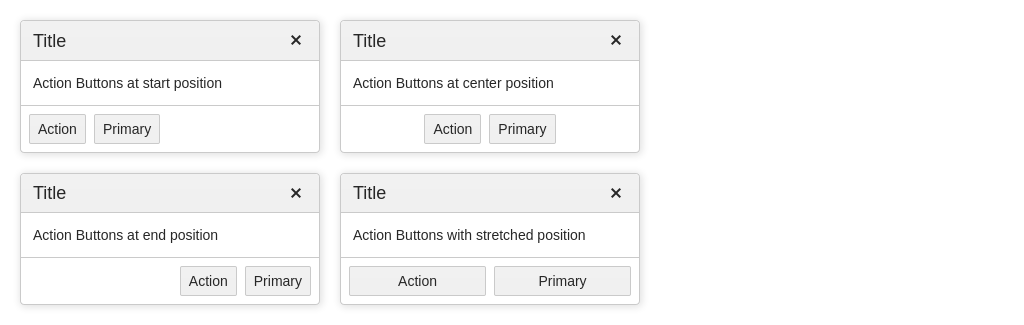 Title ✕
Action Buttons at start position
Action Primary
Title ✕
Action Buttons at center position
Action Primary
Title ✕
Action Buttons at end position
Action Primary
Title ✕
Action Buttons with stretched position
Action Primary